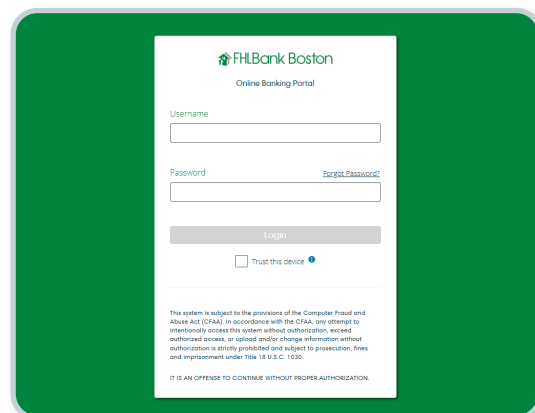 FHLBank Boston
Online Banking Portal
Username
Password Forgot Password?
Login
Trust this device
This system is subject to the provisions of the Computer Fraud and
Abuse Act (CFAA). In accordance with the CFAA, any attempt to
intentionally access this system without authorization, exceed
authorized access, or upload and/or change information without
authorization is strictly prohibited and subject to prosecution, fines
and imprisonment under Title 18 U.S.C. 1030.
IT IS AN OFFENSE TO CONTINUE WITHOUT PROPER AUTHORIZATION.